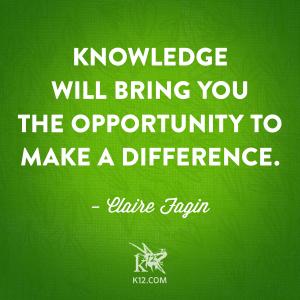 KNOWLEDGE
WILL BRING YOU
THE OPPORTUNITY TO
MAKE A DIFFERENCE.
– Claire Fagin
K12
K12.COM